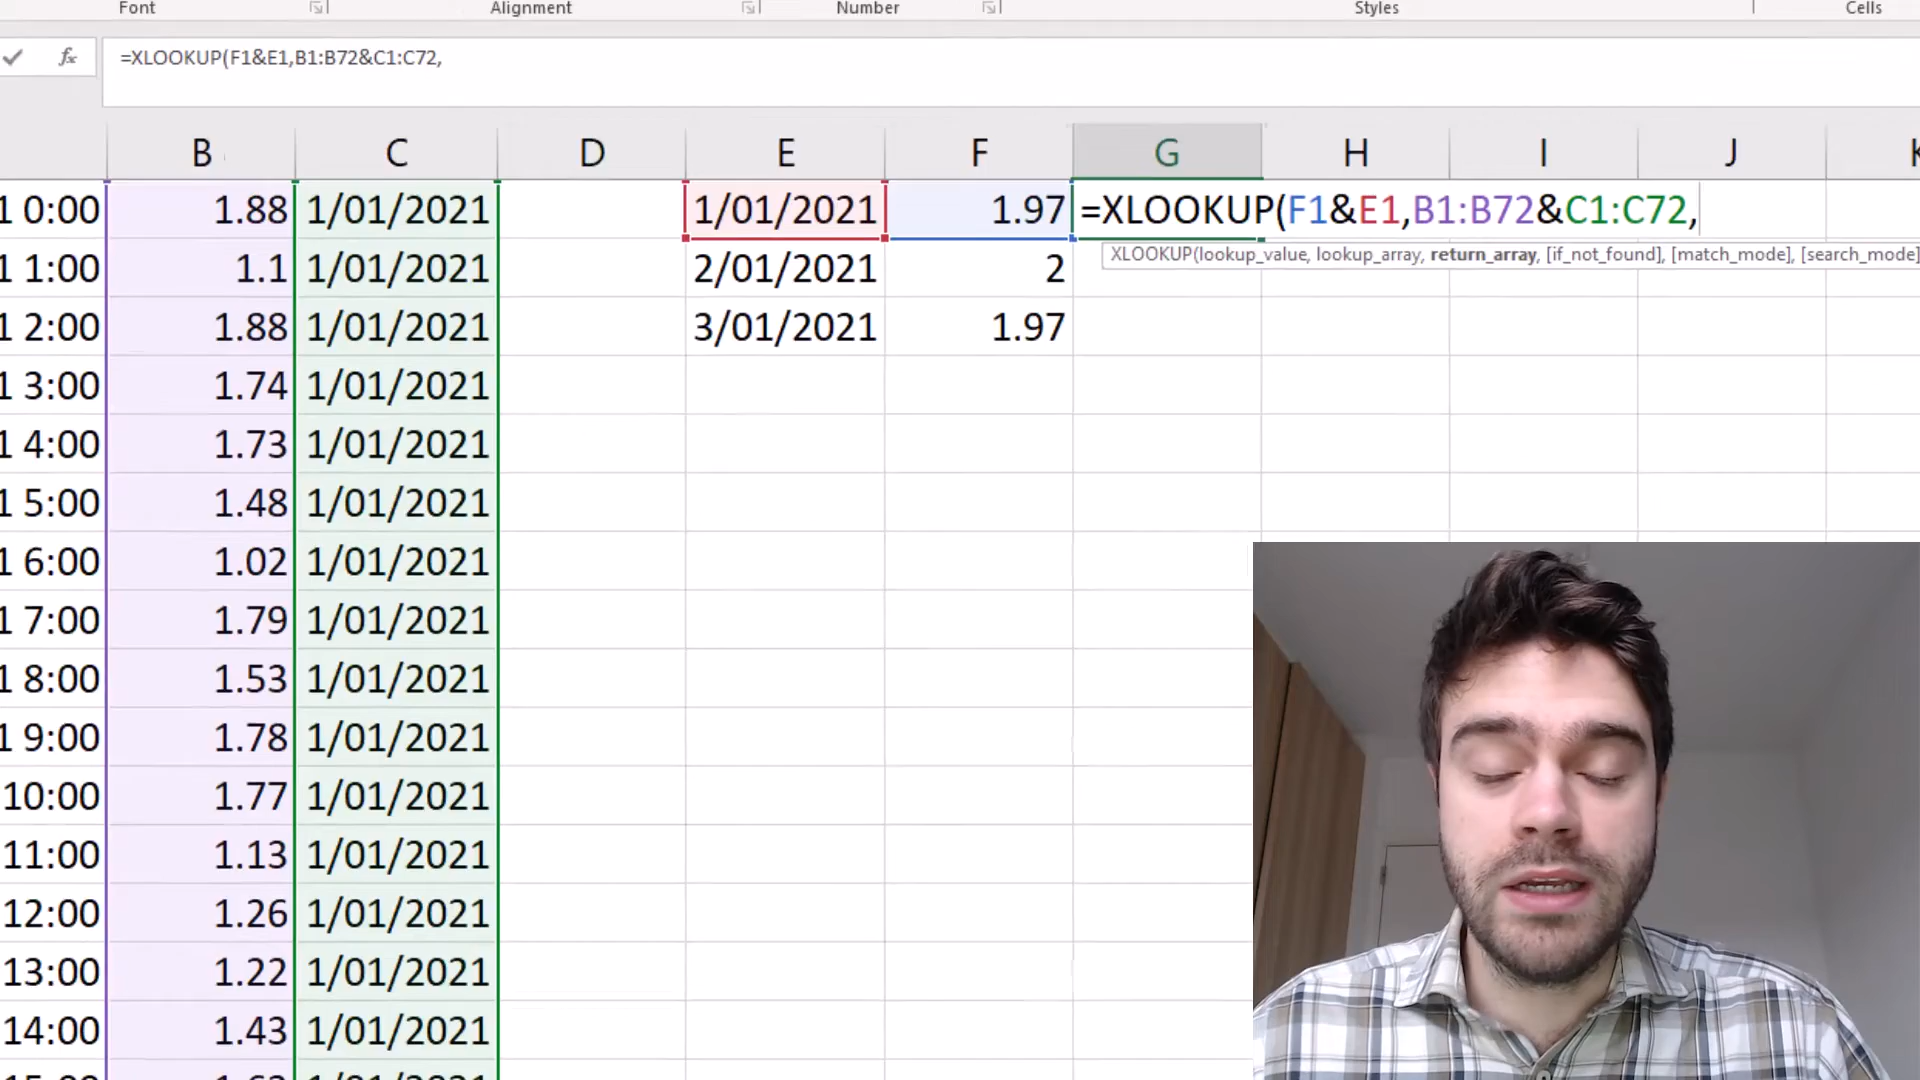 Font Alignment Number Styles Cells
fx =XLOOKUP(F1&E1,B1:B72&C1:C72,
B C D E F G H I J
1 0:00 1.88 1/01/2021 1/01/2021 1.97 =XLOOKUP(F1&E1,B1:B72&C1:C72,
XLOOKUP(lookup_value, lookup_array, return_array, [if_not_found], [match_mode], [search_mode]
1 1:00 1.1 1/01/2021 2/01/2021 2
1 2:00 1.88 1/01/2021 3/01/2021 1.97
1 3:00 1.74 1/01/2021
1 4:00 1.73 1/01/2021
1 5:00 1.48 1/01/2021
1 6:00 1.02 1/01/2021
1 7:00 1.79 1/01/2021
1 8:00 1.53 1/01/2021
1 9:00 1.78 1/01/2021
10:00 1.77 1/01/2021
11:00 1.13 1/01/2021
12:00 1.26 1/01/2021
13:00 1.22 1/01/2021
14:00 1.43 1/01/2021